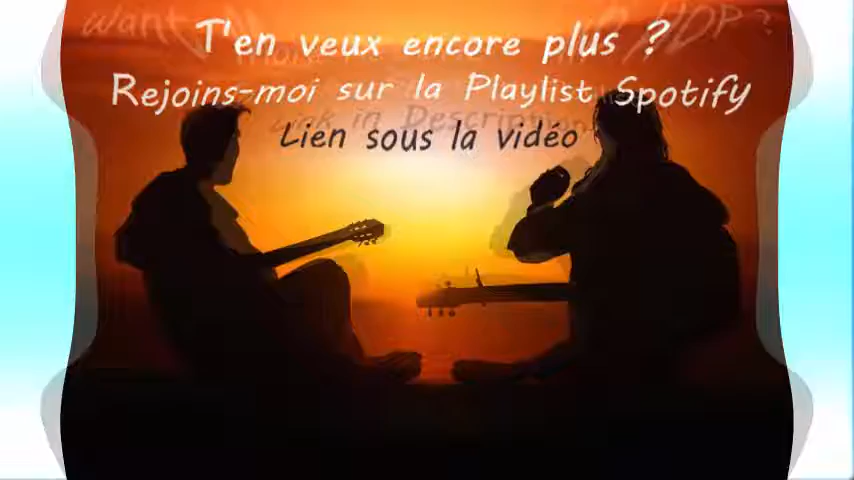 T'en veux encore plus ?
Rejoins-moi sur la Playlist Spotify
Lien sous la vidéo